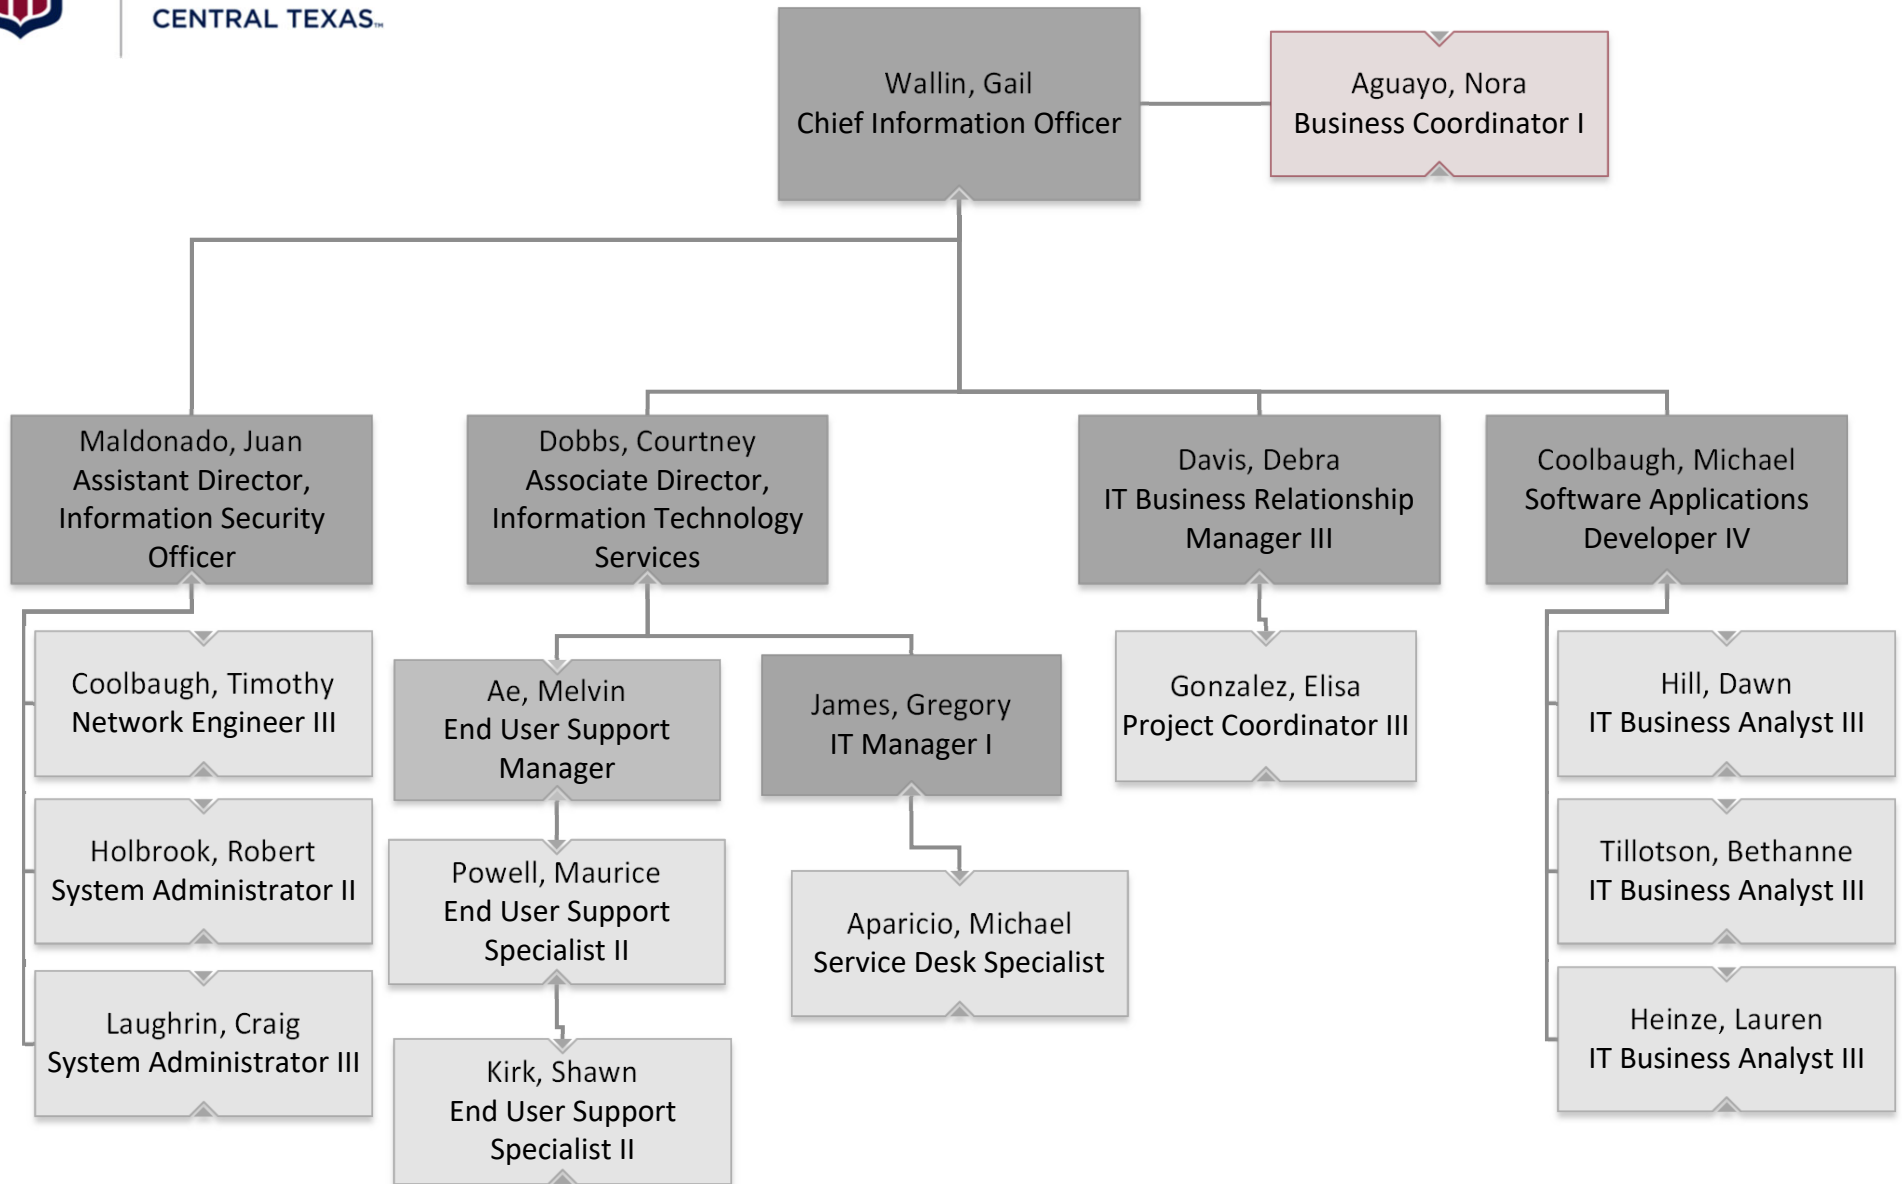 CENTRAL TEXAS™
Wallin, Gail
Chief Information Officer
Aguayo, Nora
Business Coordinator I
Maldonado, Juan
Assistant Director,
Information Security
Officer
Dobbs, Courtney
Associate Director,
Information Technology
Services
Davis, Debra
IT Business Relationship
Manager III
Coolbaugh, Michael
Software Applications
Developer IV
Coolbaugh, Timothy
Network Engineer III
Holbrook, Robert
System Administrator II
Laughrin, Craig
System Administrator III
Ae, Melvin
End User Support
Manager
Powell, Maurice
End User Support
Specialist II
Kirk, Shawn
End User Support
Specialist II
James, Gregory
IT Manager I
Aparicio, Michael
Service Desk Specialist
Gonzalez, Elisa
Project Coordinator III
Hill, Dawn
IT Business Analyst III
Tillotson, Bethanne
IT Business Analyst III
Heinze, Lauren
IT Business Analyst III